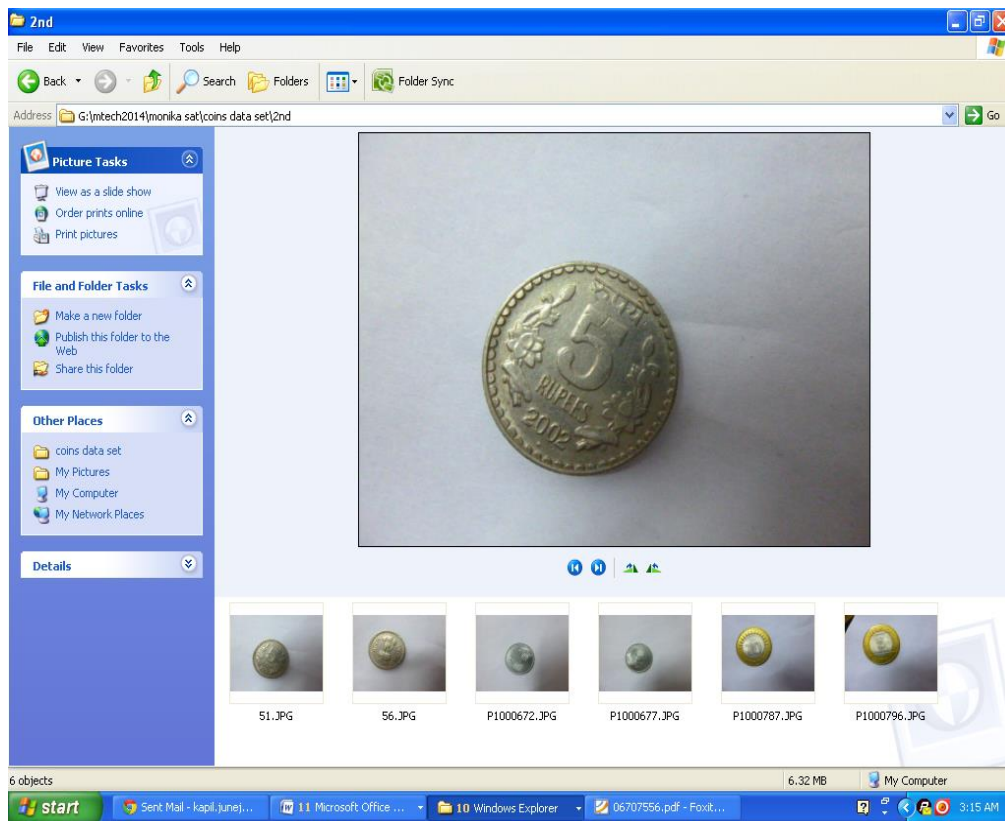 2nd
File Edit View Favorites Tools Help
Back Search Folders Folder Sync
Address G:\mtech2014\monika sat\coins data set\2nd Go
Picture Tasks
View as a slide show
Order prints online
Print pictures
File and Folder Tasks
Make a new folder
Publish this folder to the
Web
Share this folder
Other Places
coins data set
My Pictures
My Computer
My Network Places
Details
रुपये
5
RUPEES
2002
51.JPG 56.JPG P1000672.JPG P1000677.JPG P1000787.JPG P1000796.JPG
6 objects 6.32 MB My Computer
start Sent Mail - kapil.junej... 11 Microsoft Office ... 10 Windows Explorer 06707556.pdf - Foxit... 3:15 AM